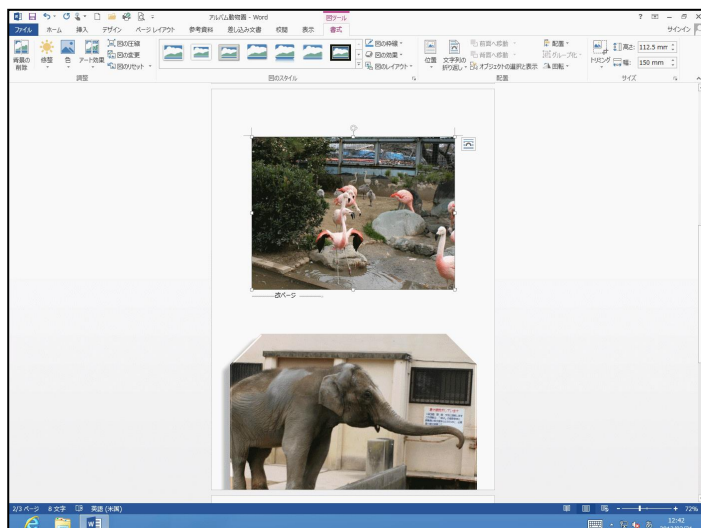 アルバム動物園 - Word
図ツール
ファイル ホーム 挿入 デザイン ページ レイアウト 参考資料 差し込み文書 校閲 表示 書式 サインイン
背景の削除
修整
色
アート効果
図の圧縮
図の変更
図のリセット
調整
図のスタイル
図の枠線
図の効果
図のレイアウト
位置
文字列の折り返し
前面へ移動
背面へ移動
オブジェクトの選択と表示
配置
グループ化
回転
配置
トリミング
高さ: 112.5 mm
幅: 150 mm
サイズ
改ページ
2/3 ページ 8 文字 英語 (米国) 72%
12:42